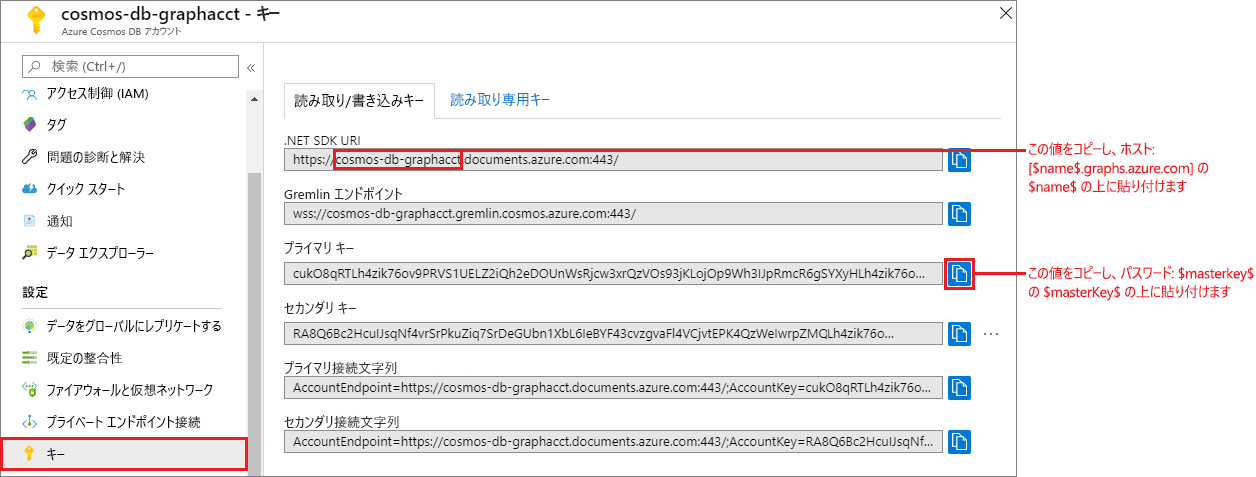 cosmos-db-graphacct - キー
Azure Cosmos DB アカウント
検索 (Ctrl+/)
アクセス制御 (IAM)
タグ
問題の診断と解決
クイック スタート
通知
データ エクスプローラー
設定
データをグローバルにレプリケートする
既定の整合性
ファイアウォールと仮想ネットワーク
プライベート エンドポイント接続
キー
読み取り/書き込みキー
読み取り専用キー
.NET SDK URI
https://cosmos-db-graphacct.documents.azure.com:443/
Gremlin エンドポイント
wss://cosmos-db-graphacct.gremlin.cosmos.azure.com:443/
プライマリ キー
cukO8qRTLh4zik76ov9PRVS1UELZ2iQh2eDOUnWsRjcw3xrQzVOs93jKLojOp9Wh3IJpRmcR6gSYXyHLh4zik76o...
セカンダリ キー
RA8Q6Bc2HcuIJsqNf4vrSrPkuZiq7SrDeGUbn1XbL6IeBYF43cvzgvaFl4VCjvtEPK4QzWeIwrpZMQLh4zik76o...
プライマリ接続文字列
AccountEndpoint=https://cosmos-db-graphacct.documents.azure.com:443/;AccountKey=cukO8qRTLh4zik76o...
セカンダリ接続文字列
AccountEndpoint=https://cosmos-db-graphacct.documents.azure.com:443/;AccountKey=RA8Q6Bc2HcuIJsqNf...
この値をコピーし、ホスト:
[$name$.graphs.azure.com] の
$name$ の上に貼り付けます
この値をコピーし、パスワード: $masterkey$
の $masterKey$ の上に貼り付けます